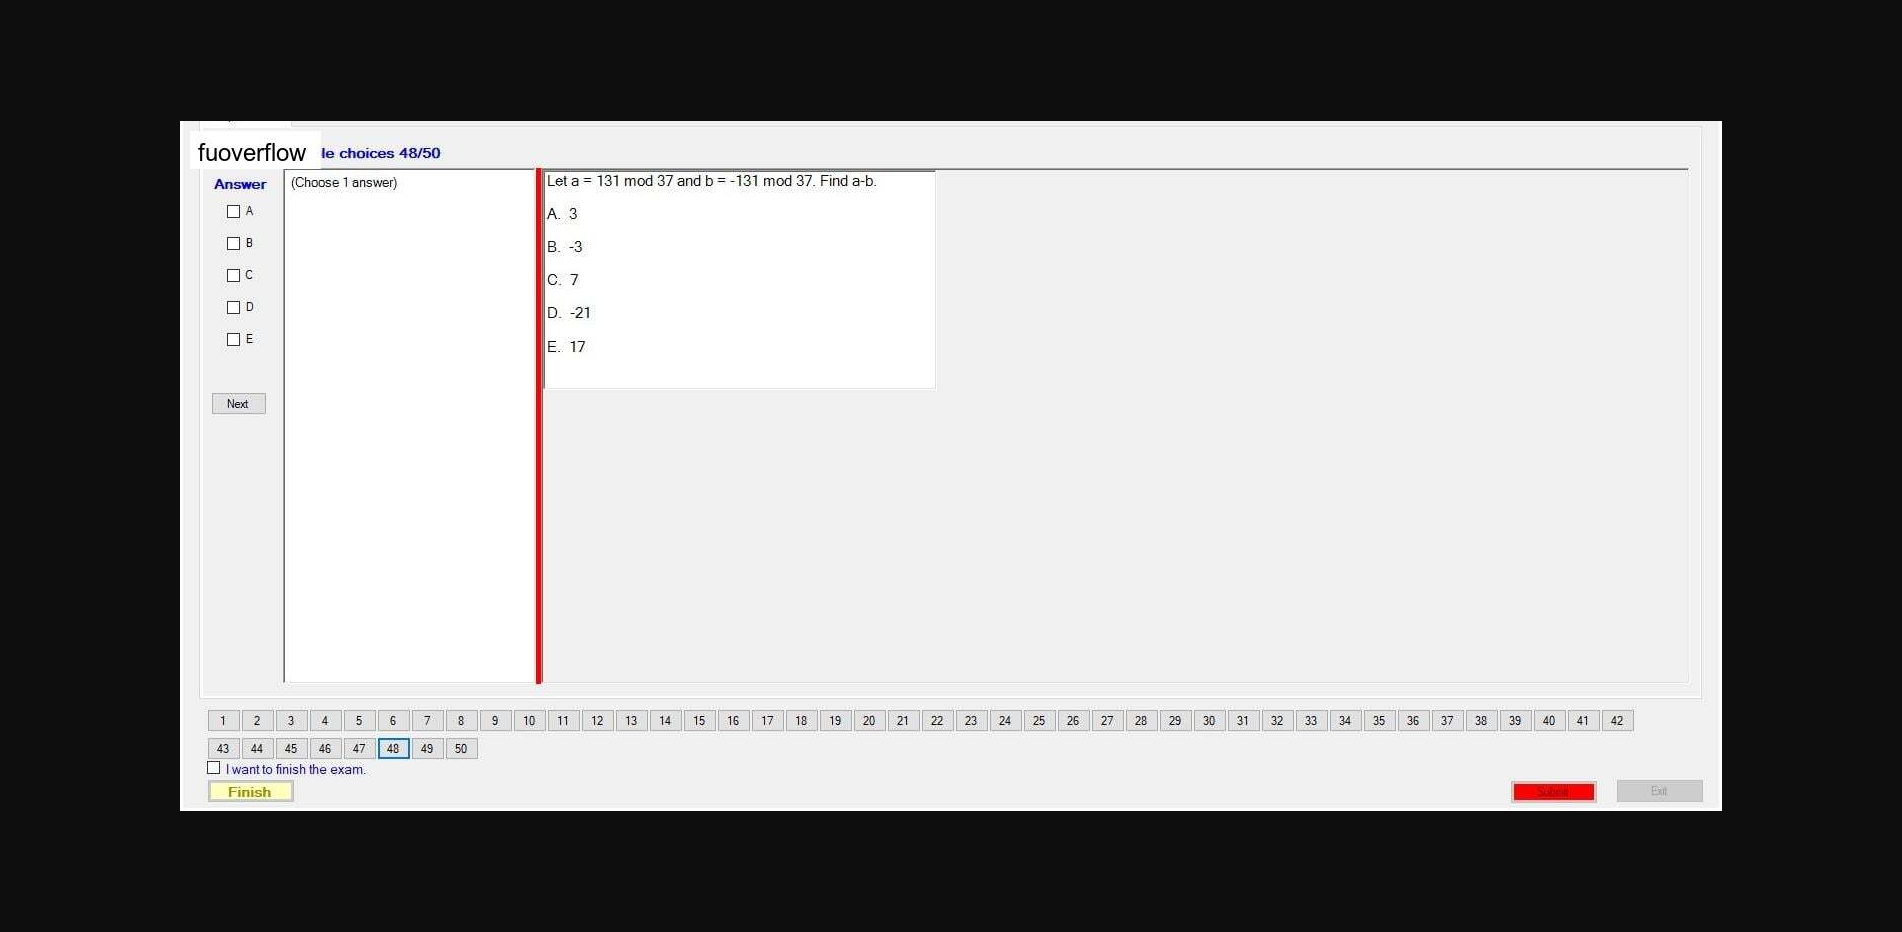 fuoverflow
le choices 48/50
Answer
(Choose 1 answer)
A
B
C
D
E
Next
Let a = 131 mod 37 and b = -131 mod 37. Find a-b.
A. 3
B. -3
C. 7
D. -21
E. 17
1 2 3 4 5 6 7 8 9 10 11 12 13 14 15 16 17 18 19 20 21 22 23 24 25 26 27 28 29 30 31 32 33 34 35 36 37 38 39 40 41 42
43 44 45 46 47 48 49 50
I want to finish the exam.
Finish
Submit
Exit